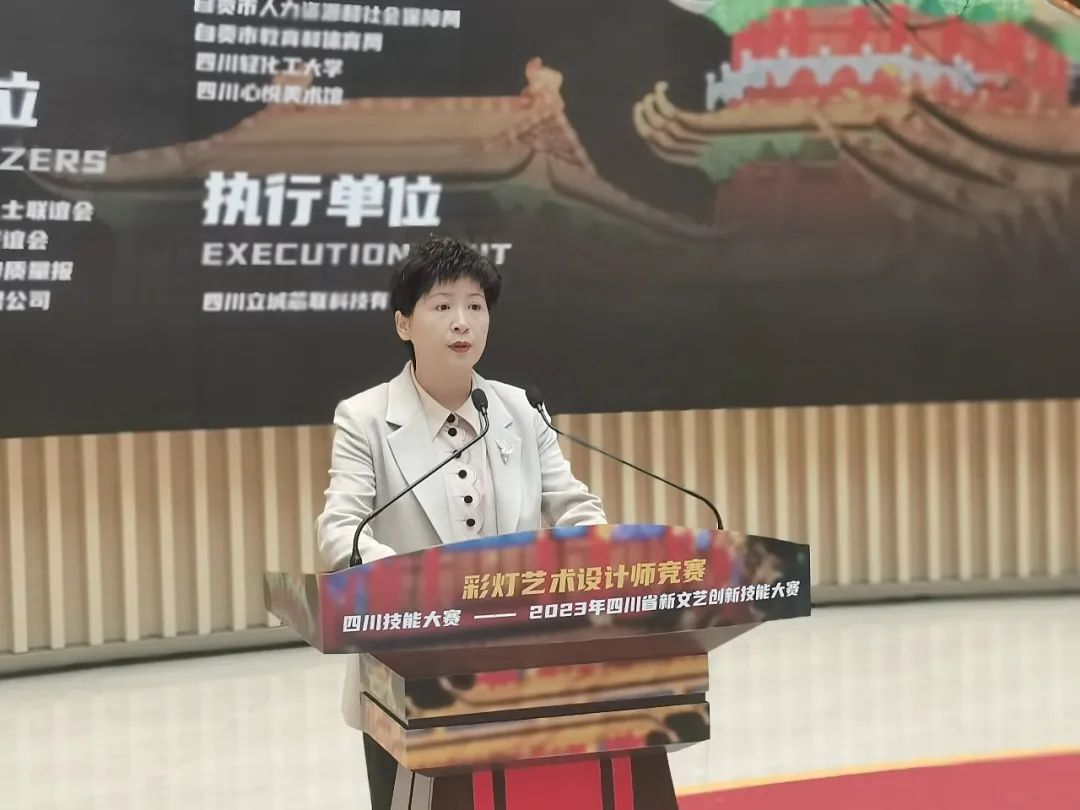 自贡市人力资源和社会保障局
自贡市教育和体育局
四川轻化工大学
四川心悦美术馆
位
ZERS
士联谊会
谊会
质量报
公司
执行单位
EXECUTION
四川立城芯联科技有
彩灯艺术设计师竞赛
四川技能大赛 —— 2023年四川省新文艺创新技能大赛